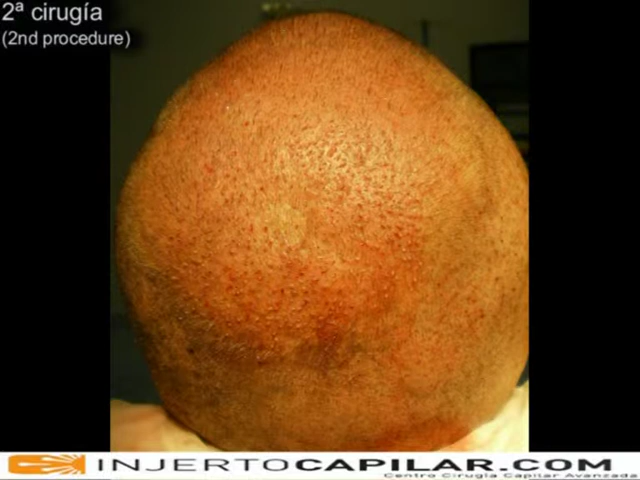 2ª cirugía
(2nd procedure)
INJERTOCAPILAR.COM
Centro Cirugía Capilar Avanzada